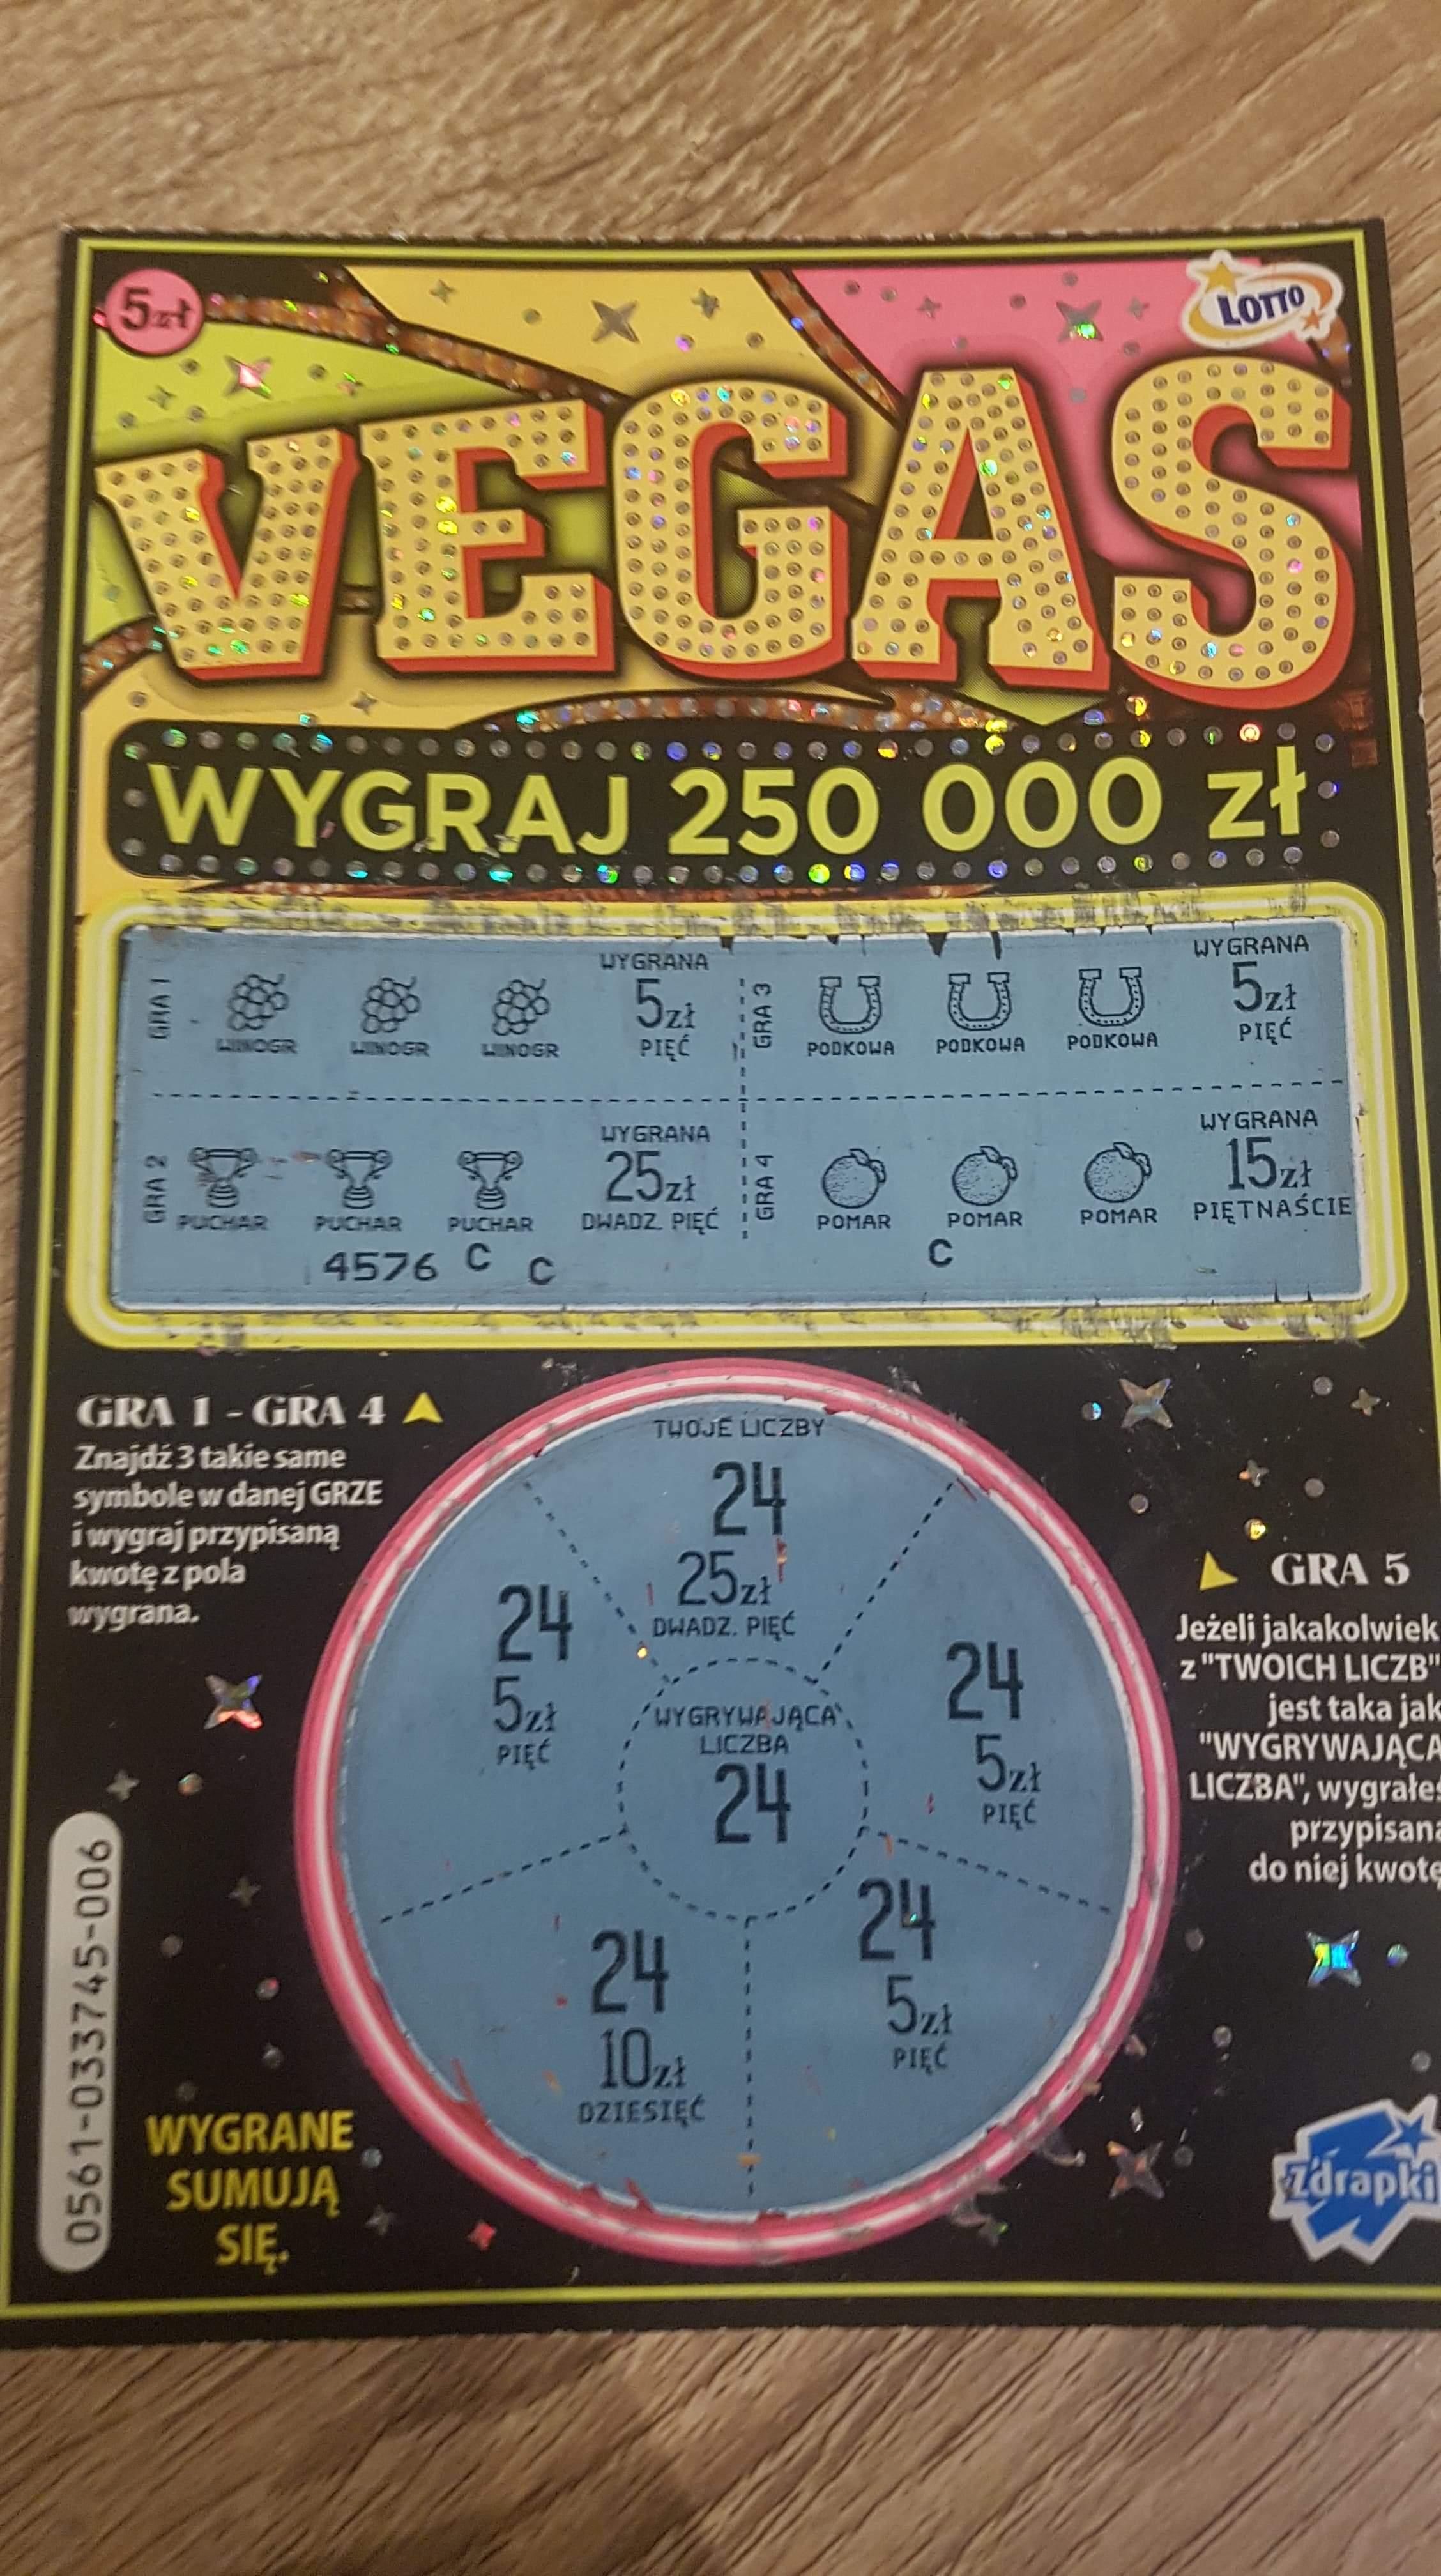 5zł
LOTTO
VEGAS
WYGRAJ 250 000 zł
GRA 1
WINOGR WINOGR WINOGR
WYGRANA
5zł
PIĘĆ
GRA 3
PODKOWA PODKOWA PODKOWA
WYGRANA
5zł
PIĘĆ
GRA 2
PUCHAR PUCHAR PUCHAR
WYGRANA
25zł
DWADZ. PIĘĆ
GRA 4
POMAR POMAR POMAR
WYGRANA
15zł
PIĘTNAŚCIE
4576 C C C
GRA 1 - GRA 4
Znajdź 3 takie same
symbole w danej GRZE
i wygraj przypisaną
kwotę z pola
wygrana.
TWOJE LICZBY
24
25zł
DWADZ. PIĘĆ
24
5zł
PIĘĆ
24
5zł
PIĘĆ
WYGRYWAJĄCA
LICZBA
24
24
10zł
DZIESIĘĆ
24
5zł
PIĘĆ
GRA 5
Jeżeli jakakolwiek
z "TWOICH LICZB"
jest taka jak
"WYGRYWAJĄCA
LICZBA", wygrałeś
przypisaną
do niej kwotę
0561-033745-006
WYGRANE
SUMUJĄ
SIĘ.
Zdrapki